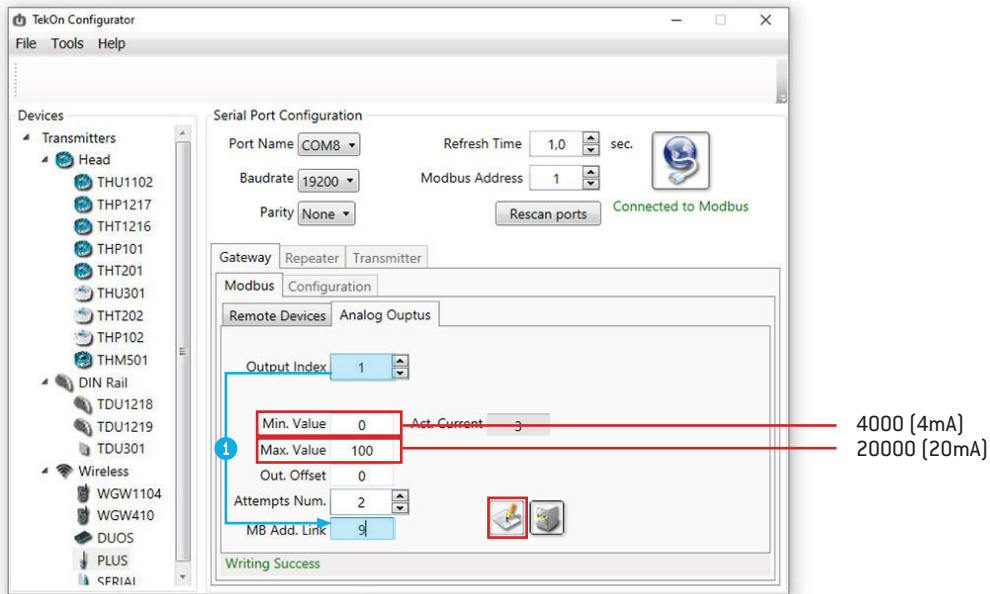 TekOn Configurator
File Tools Help
Devices
Transmitters
Head
THU1102
THP1217
THT1216
THP101
THT201
THU301
THT202
THP102
THM501
DIN Rail
TDU1218
TDU1219
TDU301
Wireless
WGW1104
WGW410
DUOS
PLUS
SERIAL
Serial Port Configuration
Port Name COM8 Refresh Time 1,0 sec.
Baudrate 19200 Modbus Address 1
Parity None Rescan ports Connected to Modbus
Gateway Repeater Transmitter
Modbus Configuration
Remote Devices Analog Ouptus
Output Index 1
Min. Value 0 Act. Current 3 4000 (4mA)
1 Max. Value 100 20000 (20mA)
Out. Offset 0
Attempts Num. 2
MB Add. Link 9
Writing Success